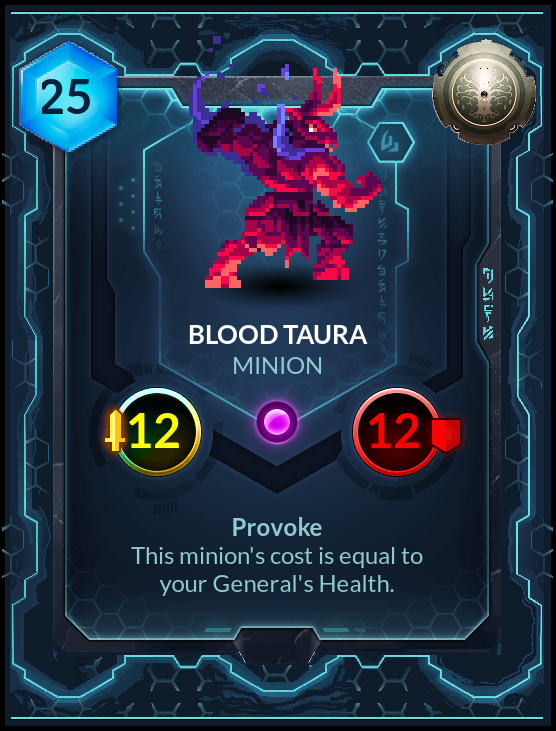 25
BLOOD TAURA
MINION
12
12
Provoke
This minion's cost is equal to
your General's Health.